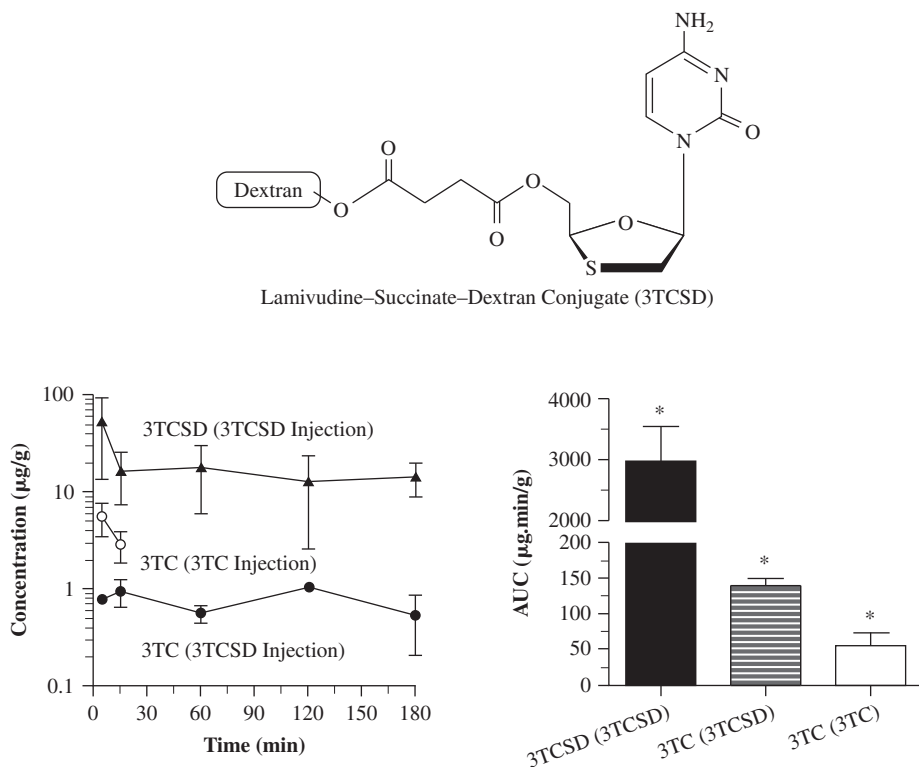 NH₂
N
N
O
O
O
O
O
O
S
Dextran
Lamivudine–Succinate–Dextran Conjugate (3TCSD)
Concentration (µg/g)
100
10
1
0.1
3TCSD (3TCSD Injection)
3TC (3TC Injection)
3TC (3TCSD Injection)
0 30 60 90 120 150 180
Time (min)
AUC (µg.min/g)
4000
3000
2000
200
150
100
50
0
*
*
*
3TCSD (3TCSD)
3TC (3TCSD)
3TC (3TC)